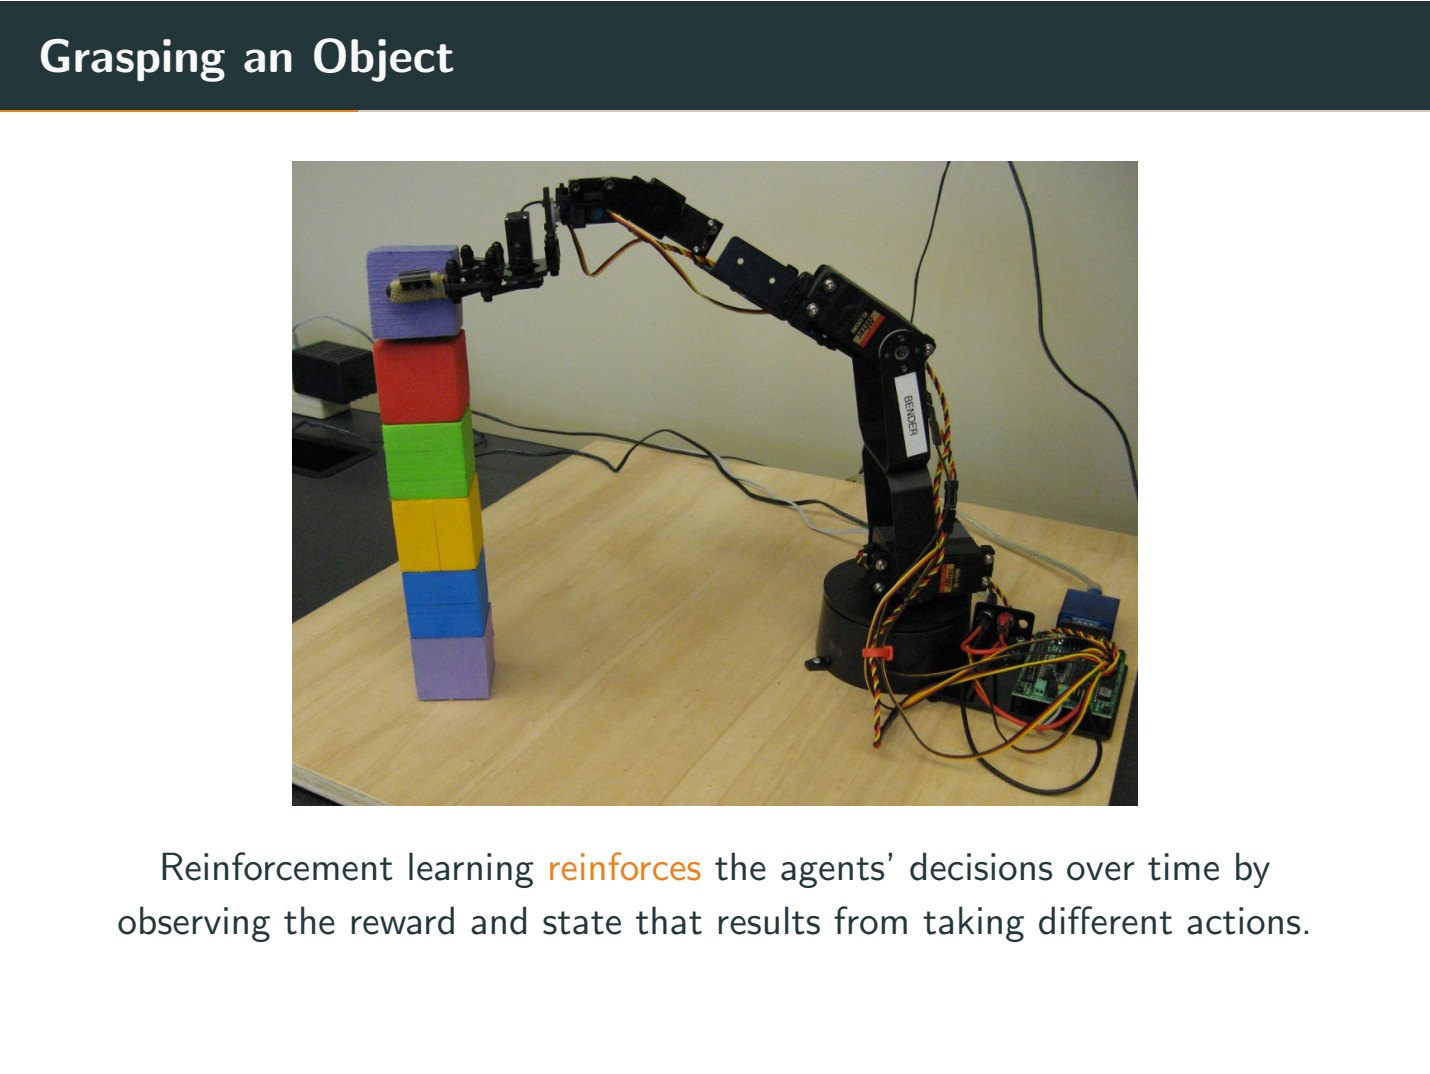 Grasping an Object
BENDER
Reinforcement learning reinforces the agents’ decisions over time by
observing the reward and state that results from taking different actions.